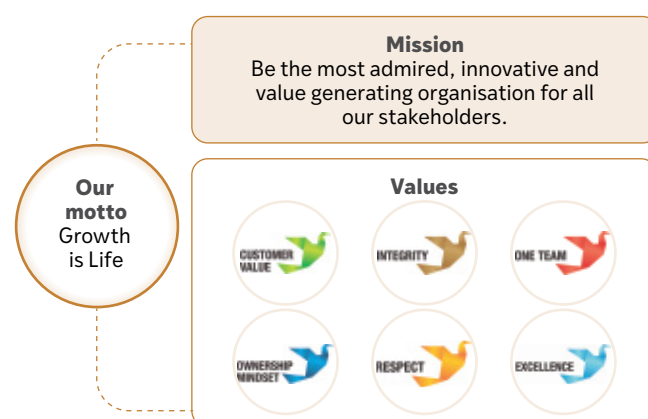 Mission
Be the most admired, innovative and
value generating organisation for all
our stakeholders.
Our
motto
Growth
is Life
Values
CUSTOMER
VALUE
INTEGRITY
ONE TEAM
OWNERSHIP
MINDSET
RESPECT
EXCELLENCE